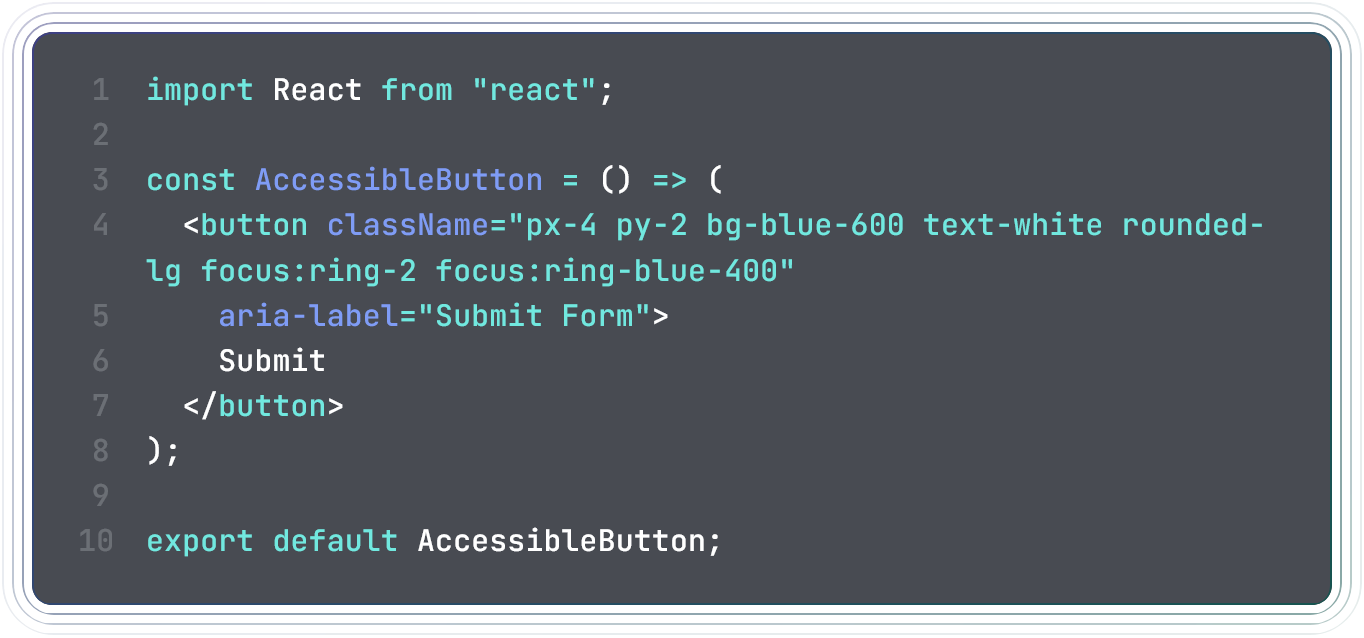 1 import React from "react";
2
3 const AccessibleButton = () => (
4   <button className="px-4 py-2 bg-blue-600 text-white rounded-
lg focus:ring-2 focus:ring-blue-400"
5     aria-label="Submit Form">
6     Submit
7   </button>
8 );
9
10 export default AccessibleButton;